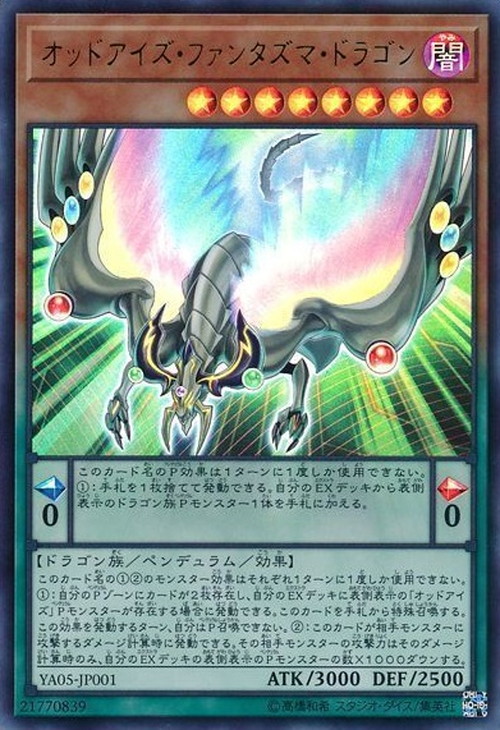 オッドアイズ・ファンタズマ・ドラゴン
闇
このカード名のP効果は1ターンに1度しか使用できない。
①:手札を1枚捨てて発動できる。自分のEXデッキから表側
表示のドラゴン族Pモンスター1体を手札に加える。
0
0
【ドラゴン族/ペンデュラム/効果】
このカード名の①②のモンスター効果はそれぞれ1ターンに1度しか使用できない。
①:自分のPゾーンにカードが2枚存在し、自分のEXデッキに表側表示の「オッドアイ
ズ」Pモンスターが存在する場合に発動できる。このカードを手札から特殊召喚する。
この効果を発動するターン、自分はP召喚できない。②:このカードが相手モンスターに
攻撃するダメージ計算時に発動できる。その相手モンスターの攻撃力はそのダメージ
計算時のみ、自分のEXデッキの表側表示のPモンスターの数×1000ダウンする。
YA05-JP001
ATK/3000 DEF/2500
21770839
©高橋和希 スタジオ・ダイス/集英社